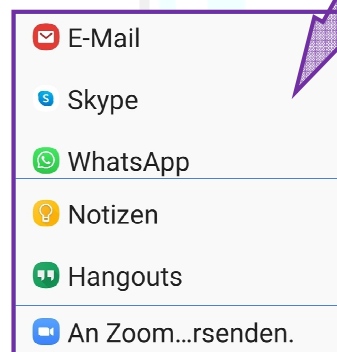 E-Mail
Skype
WhatsApp
Notizen
Hangouts
An Zoom...rsenden.